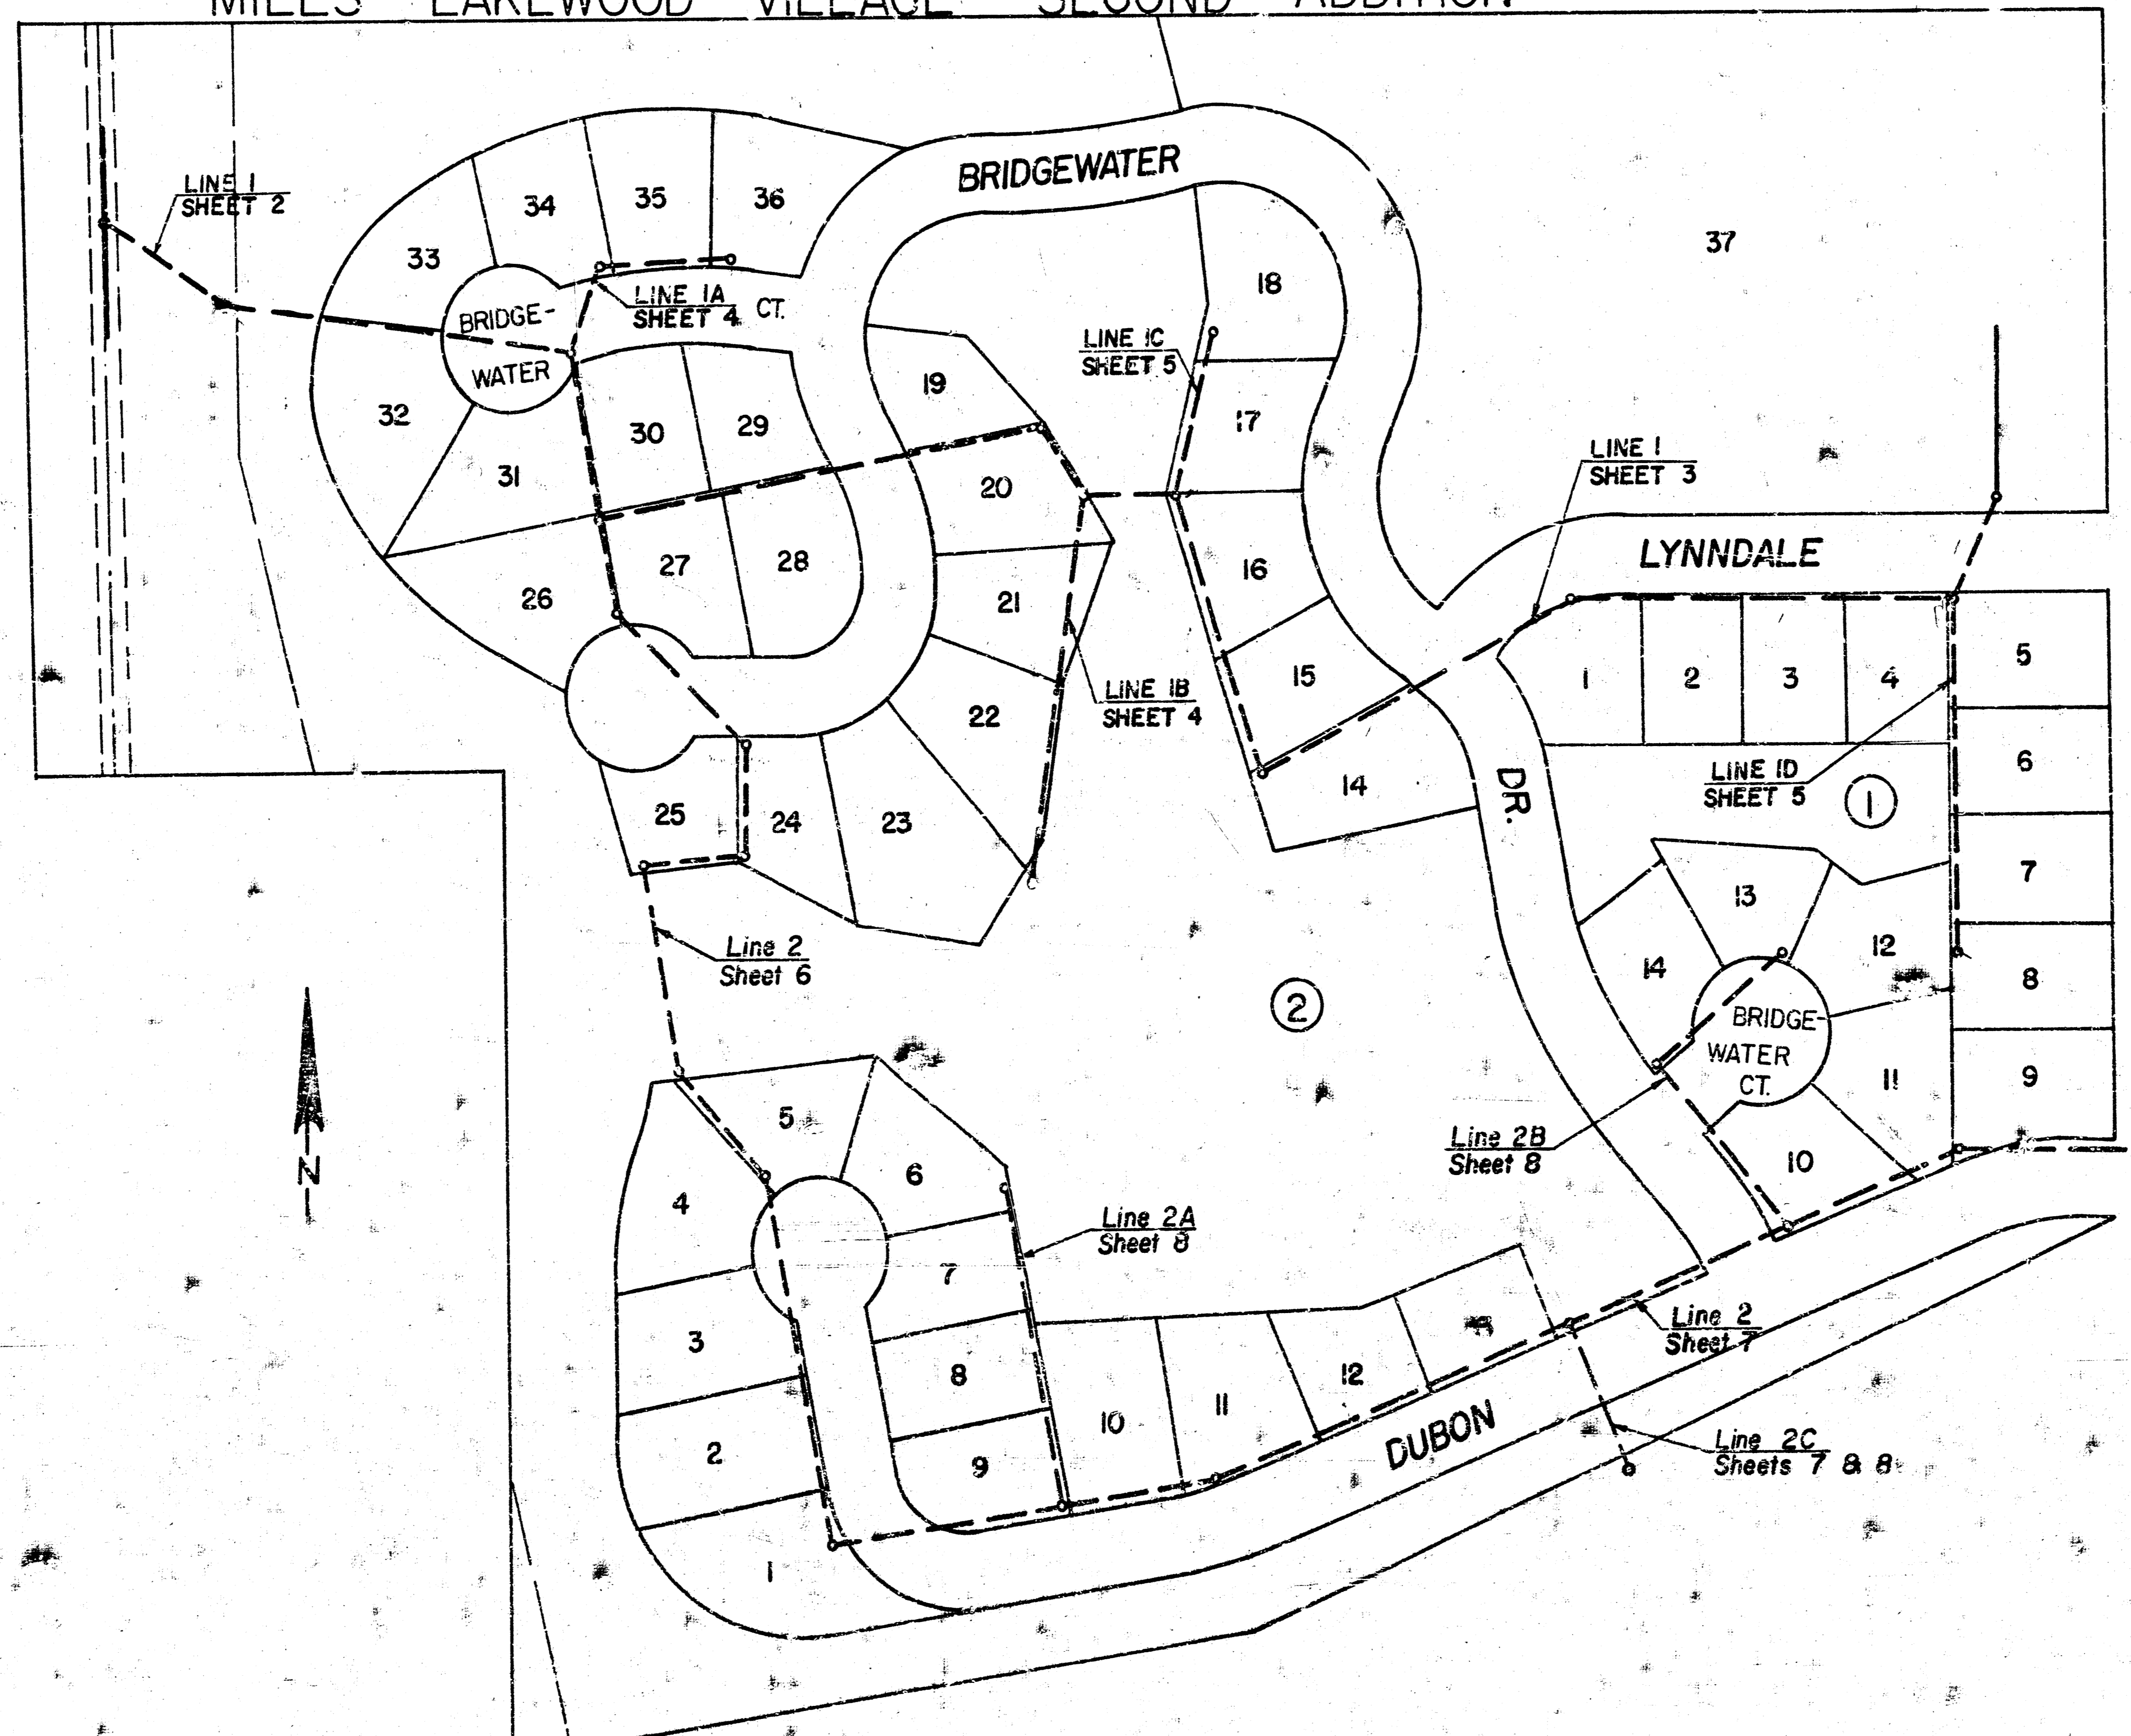 MILES LAKEWOOD VILLAGE SECOND ADDITION
BRIDGEWATER
LINE 1
SHEET 2
34
35
36
33
37
18
BRIDGE-
LINE 1A
SHEET 4
CT.
WATER
LINE 1C
SHEET 5
19
32
30
29
17
LINE 1
SHEET 3
31
20
LYNNDALE
27
28
16
26
21
5
15
1
2
3
4
22
LINE 1B
SHEET 4
6
LINE 1D
SHEET 5
14
DR.
1
25
24
23
7
13
Line 2
Sheet 6
12
14
8
2
BRIDGE-
WATER
CT.
11
9
5
Line 2B
Sheet 8
10
6
4
N
Line 2A
Sheet 8
7
3
Line 2
Sheet 7
8
12
11
10
2
DUBON
Line 2C
Sheets 7 & 8
9
1